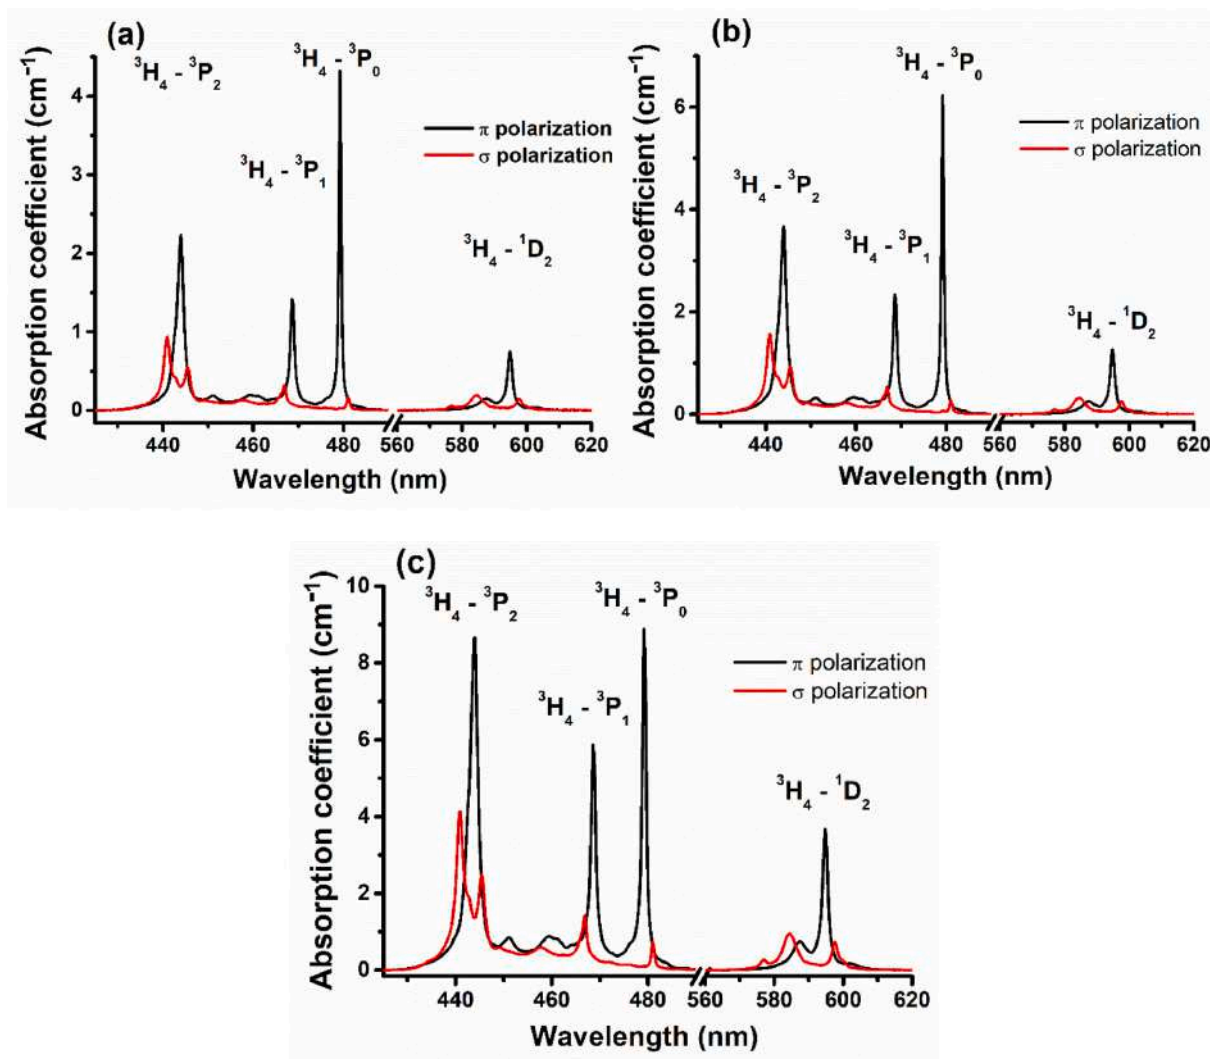 (a)
³H₄ - ³P₂
³H₄ - ³P₀
³H₄ - ³P₁
³H₄ - ¹D₂
π polarization
σ polarization
Absorption coefficient (cm⁻¹)
4
3
2
1
0
440 460 480 560 580 600 620
Wavelength (nm)
(b)
³H₄ - ³P₀
π polarization
σ polarization
³H₄ - ³P₂
³H₄ - ³P₁
³H₄ - ¹D₂
Absorption coefficient (cm⁻¹)
6
4
2
0
440 460 480 560 580 600 620
Wavelength (nm)
(c)
³H₄ - ³P₂
³H₄ - ³P₀
π polarization
σ polarization
³H₄ - ³P₁
³H₄ - ¹D₂
Absorption coefficient (cm⁻¹)
10
8
6
4
2
0
440 460 480 560 580 600 620
Wavelength (nm)